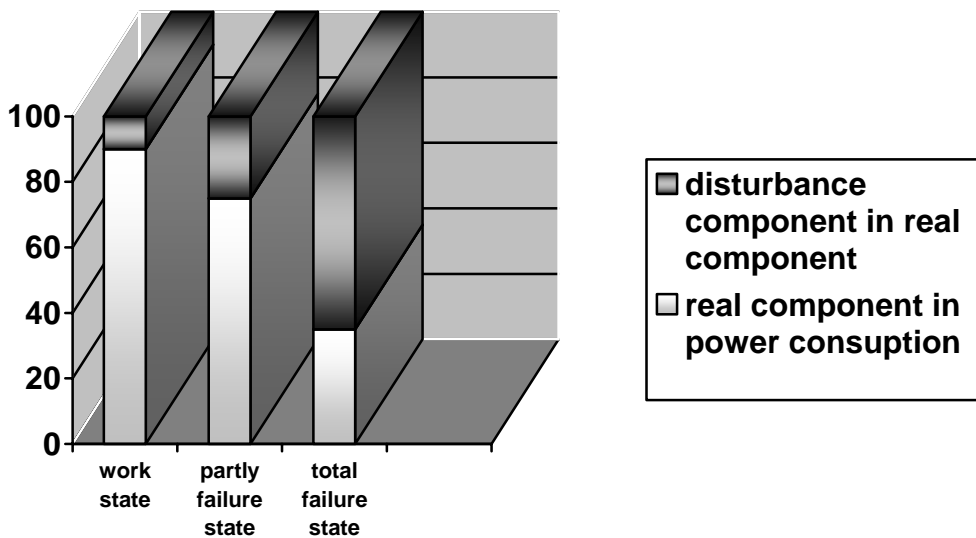 100
80
60
40
20
0
work
state
partly
failure
state
total
failure
state
disturbance
component in real
component
real component in
power consuption